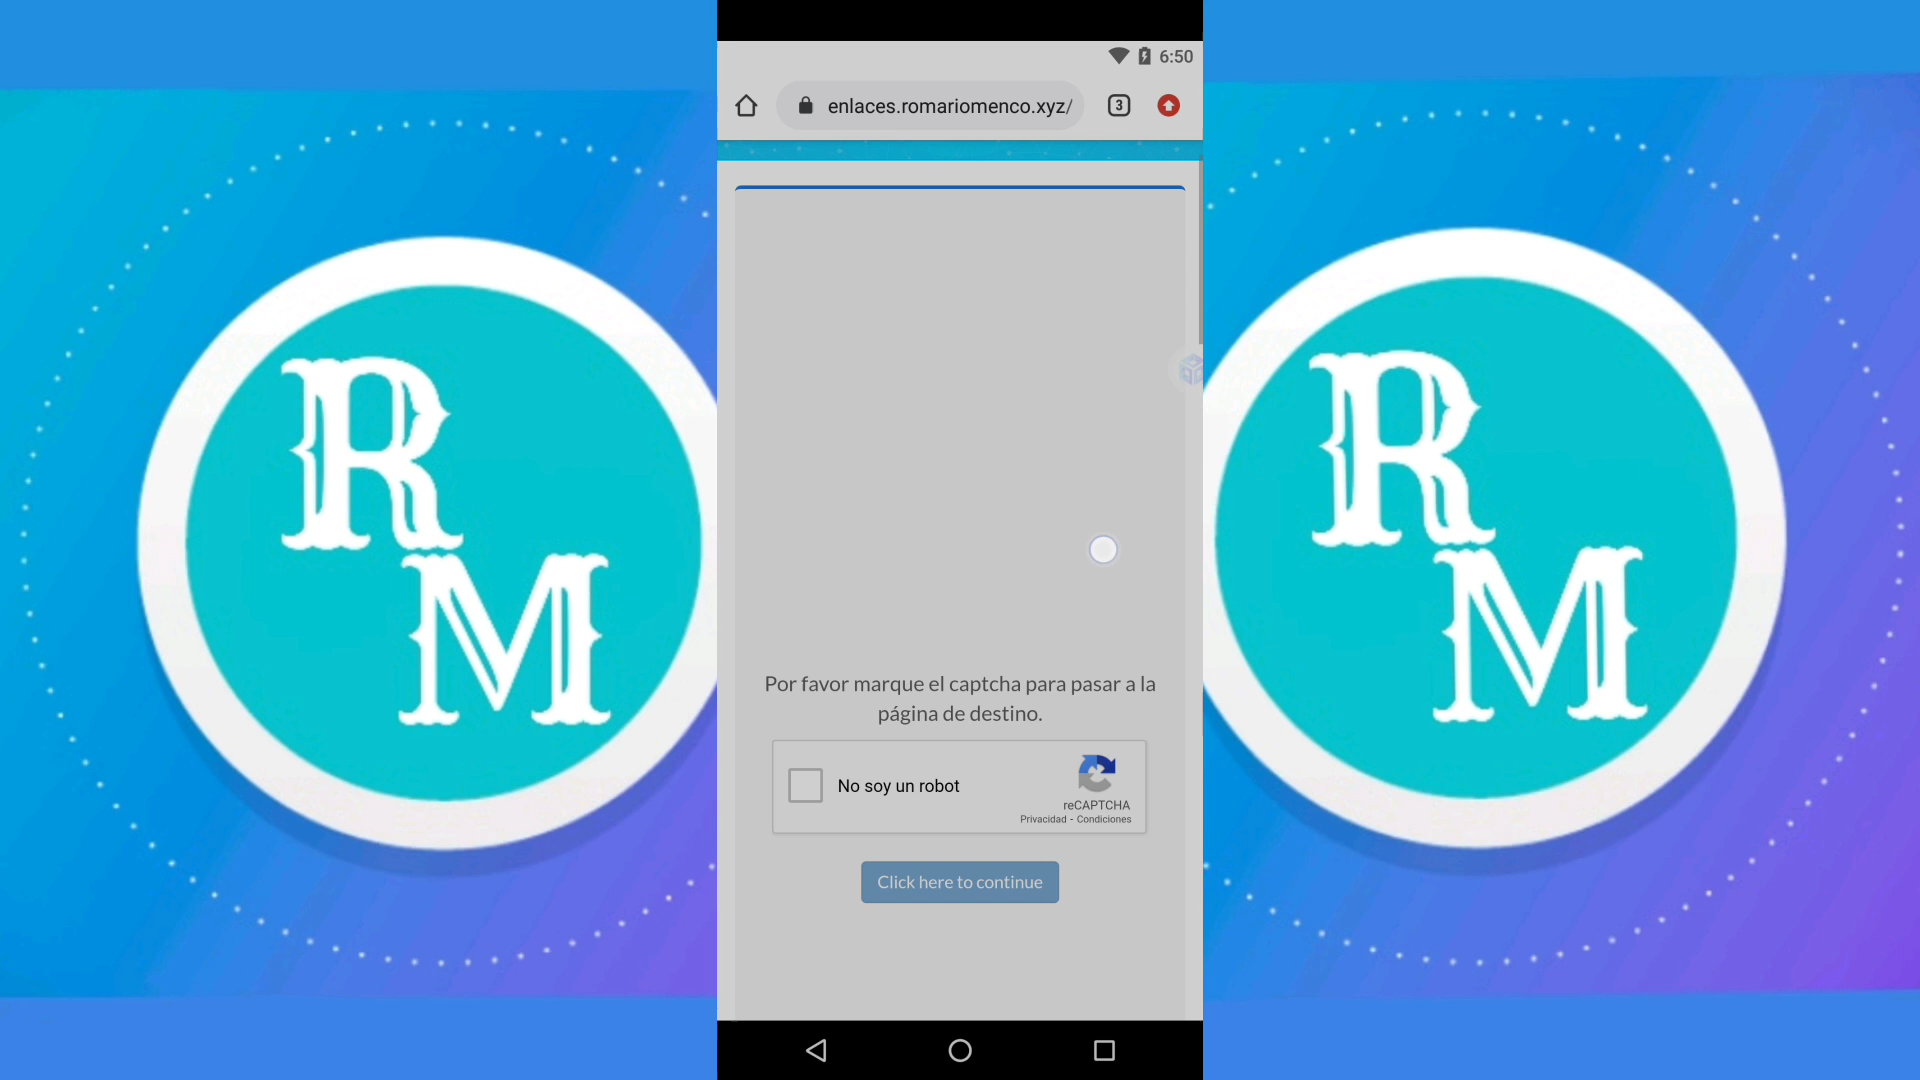 6:50
enlaces.romariomenco.xyz/
3
R
M
R
M
Por favor marque el captcha para pasar a la
página de destino.
No soy un robot
reCAPTCHA
Privacidad - Condiciones
Click here to continue